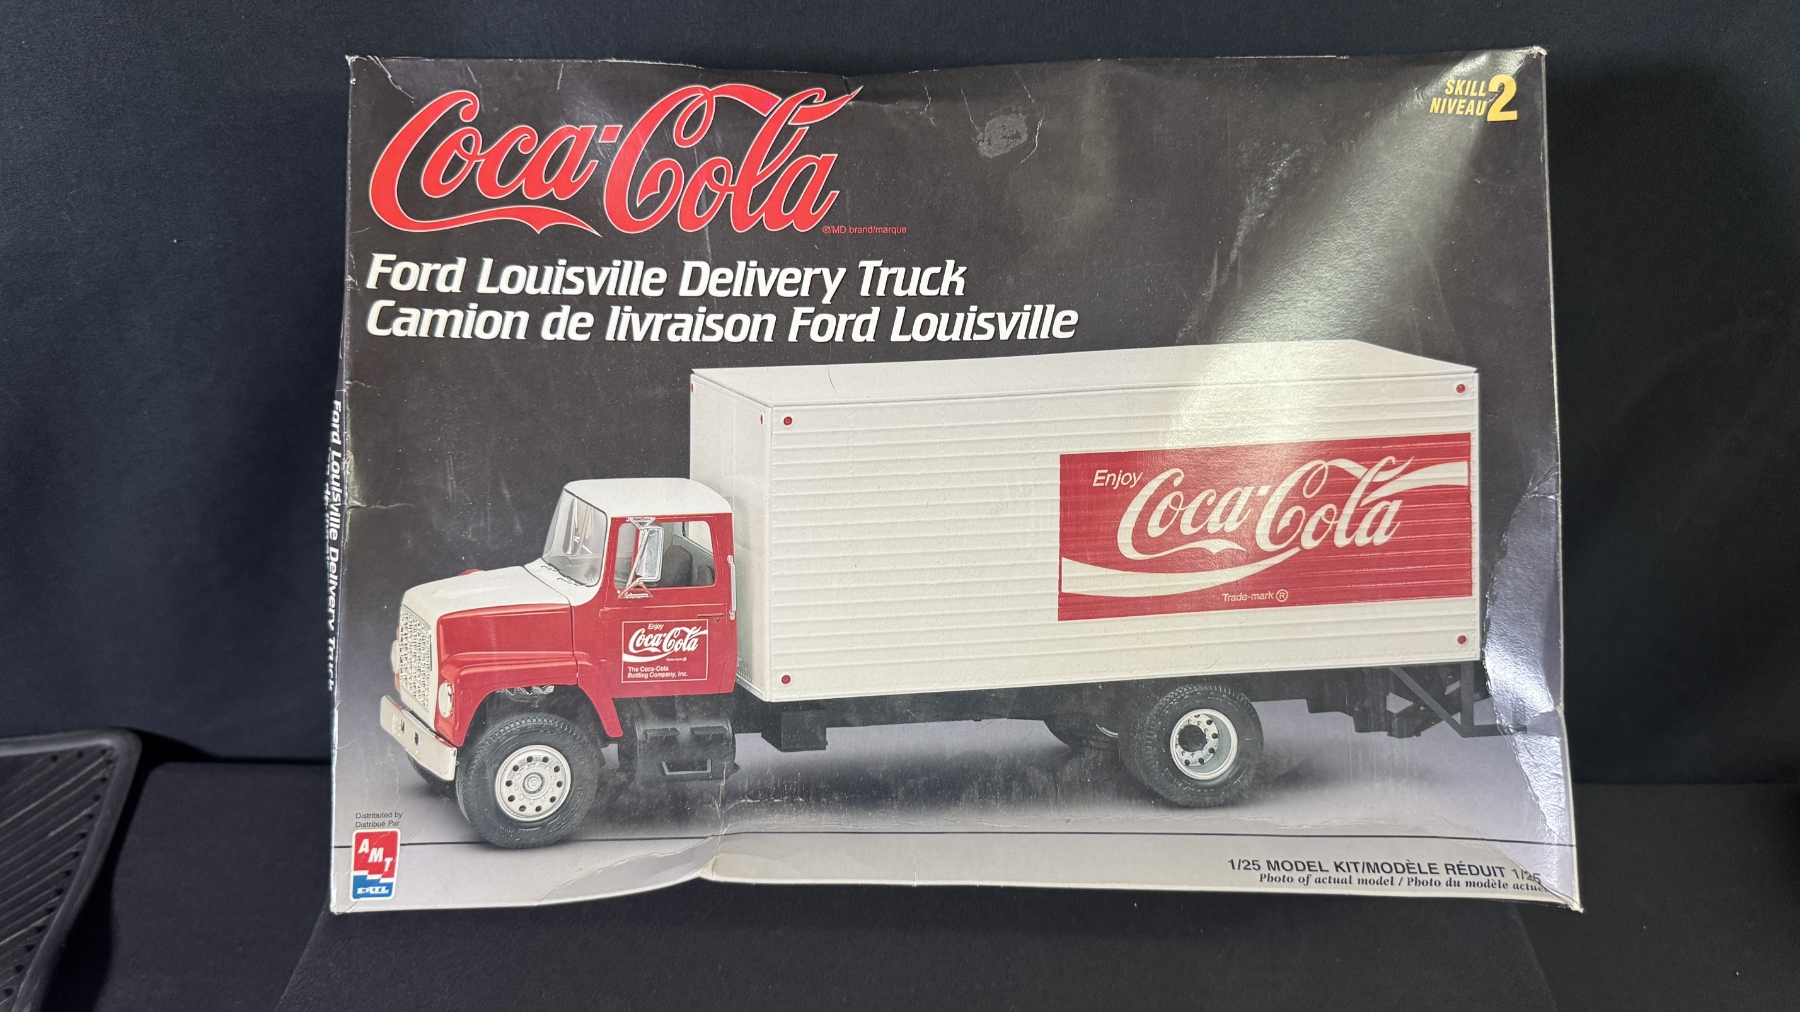 Coca-Cola
®/MD brand/marque
SKILL
NIVEAU 2
Ford Louisville Delivery Truck
Camion de livraison Ford Louisville
Ford Louisville Delivery Truck
Enjoy
Coca-Cola
Trade-mark ®
Enjoy
Coca-Cola
Trade-mark ®
The Coca-Cola
Bottling Company, Inc.
Distributed by
Distribué Par
AMT
ERTL
1/25 MODEL KIT/MODÈLE RÉDUIT 1/25
Photo of actual model / Photo du modèle